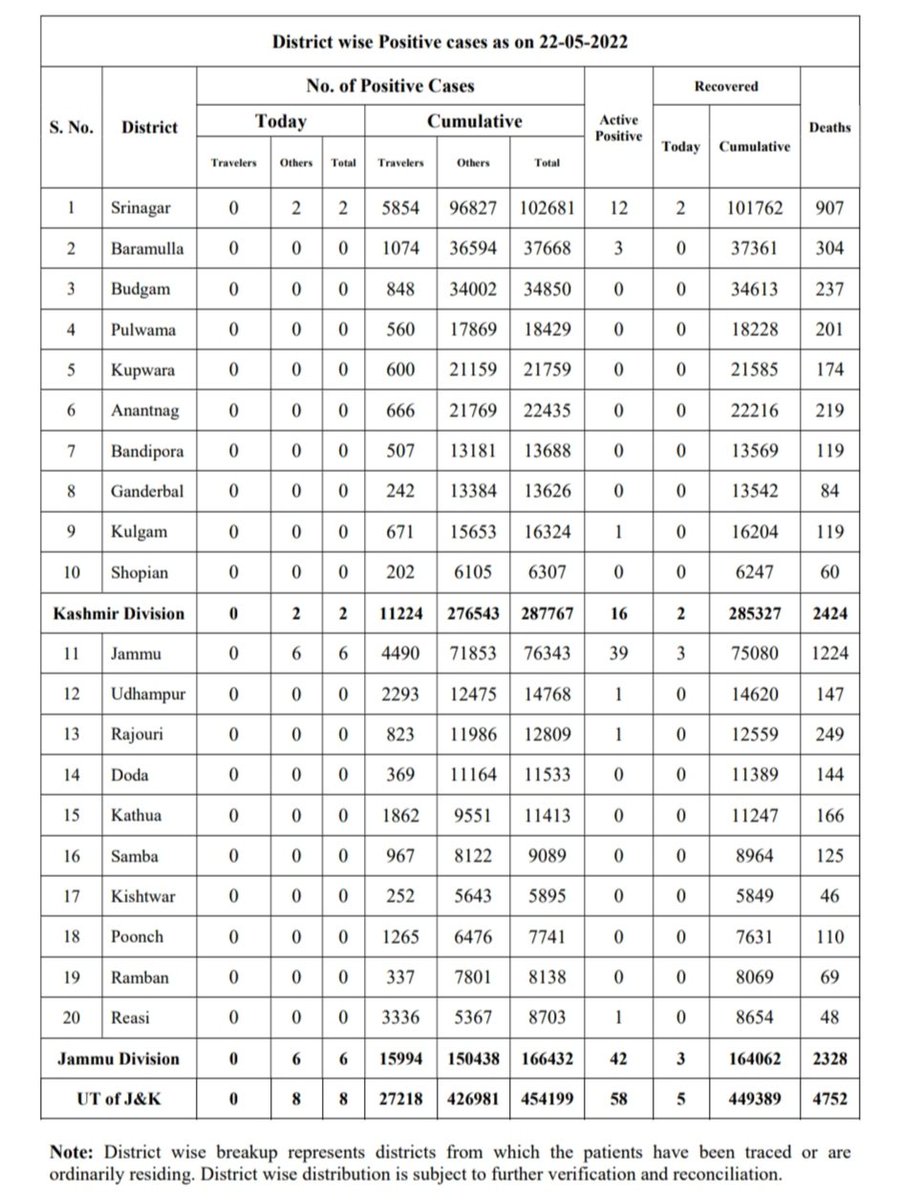 District wise Positive cases as on 22-05-2022
S. No. District No. of Positive Cases Active Positive Recovered Deaths
Today Cumulative Today Cumulative
Travelers Others Total Travelers Others Total
1 Srinagar 0 2 2 5854 96827 102681 12 2 101762 907
2 Baramulla 0 0 0 1074 36594 37668 3 0 37361 304
3 Budgam 0 0 0 848 34002 34850 0 0 34613 237
4 Pulwama 0 0 0 560 17869 18429 0 0 18228 201
5 Kupwara 0 0 0 600 21159 21759 0 0 21585 174
6 Anantnag 0 0 0 666 21769 22435 0 0 22216 219
7 Bandipora 0 0 0 507 13181 13688 0 0 13569 119
8 Ganderbal 0 0 0 242 13384 13626 0 0 13542 84
9 Kulgam 0 0 0 671 15653 16324 1 0 16204 119
10 Shopian 0 0 0 202 6105 6307 0 0 6247 60
Kashmir Division 0 2 2 11224 276543 287767 16 2 285327 2424
11 Jammu 0 6 6 4490 71853 76343 39 3 75080 1224
12 Udhampur 0 0 0 2293 12475 14768 1 0 14620 147
13 Rajouri 0 0 0 823 11986 12809 1 0 12559 249
14 Doda 0 0 0 369 11164 11533 0 0 11389 144
15 Kathua 0 0 0 1862 9551 11413 0 0 11247 166
16 Samba 0 0 0 967 8122 9089 0 0 8964 125
17 Kishtwar 0 0 0 252 5643 5895 0 0 5849 46
18 Poonch 0 0 0 1265 6476 7741 0 0 7631 110
19 Ramban 0 0 0 337 7801 8138 0 0 8069 69
20 Reasi 0 0 0 3336 5367 8703 1 0 8654 48
Jammu Division 0 6 6 15994 150438 166432 42 3 164062 2328
UT of J&K 0 8 8 27218 426981 454199 58 5 449389 4752
Note: District wise breakup represents districts from which the patients have been traced or are
ordinarily residing. District wise distribution is subject to further verification and reconciliation.